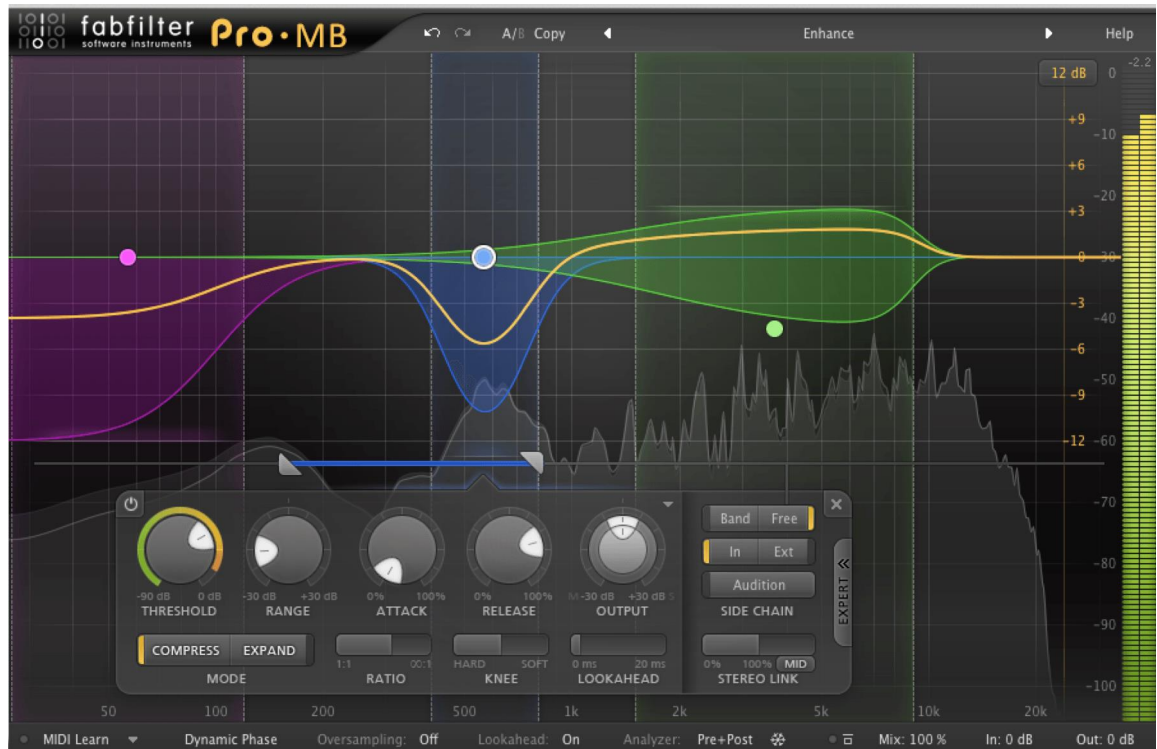 fabfilter Pro·MB
software instruments
A/B Copy Enhance Help
12 dB 0 -2.2
+9
-10
+6
-20
+3
0 -30
-3
-40
-6
-50
-9
-12 -60
-70
-80
-90
-100
-90 dB 0 dB -30 dB +30 dB 0% 100% 0% 100% M -30 dB +30 dB S
THRESHOLD RANGE ATTACK RELEASE OUTPUT
Band Free
In Ext
Audition
SIDE CHAIN
EXPERT
COMPRESS EXPAND
MODE
1:1 ∞:1
RATIO
HARD SOFT
KNEE
0 ms 20 ms
LOOKAHEAD
0% 100% MID
STEREO LINK
50 100 200 500 1k 2k 5k 10k 20k
MIDI Learn Dynamic Phase Oversampling: Off Lookahead: On Analyzer: Pre+Post Mix: 100 % In: 0 dB Out: 0 dB